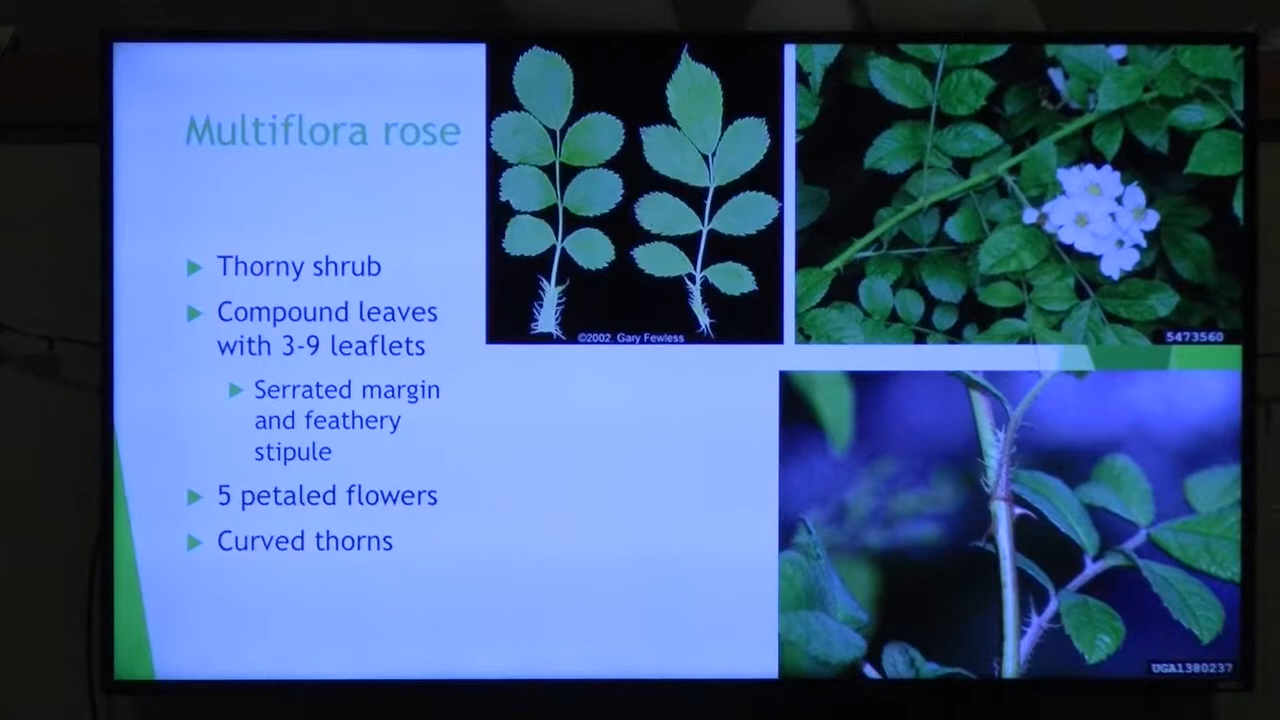 Multiflora rose
Thorny shrub
Compound leaves
with 3-9 leaflets
Serrated margin
and feathery
stipule
5 petaled flowers
Curved thorns
©2002, Gary Fewless
5473560
UGA1380237